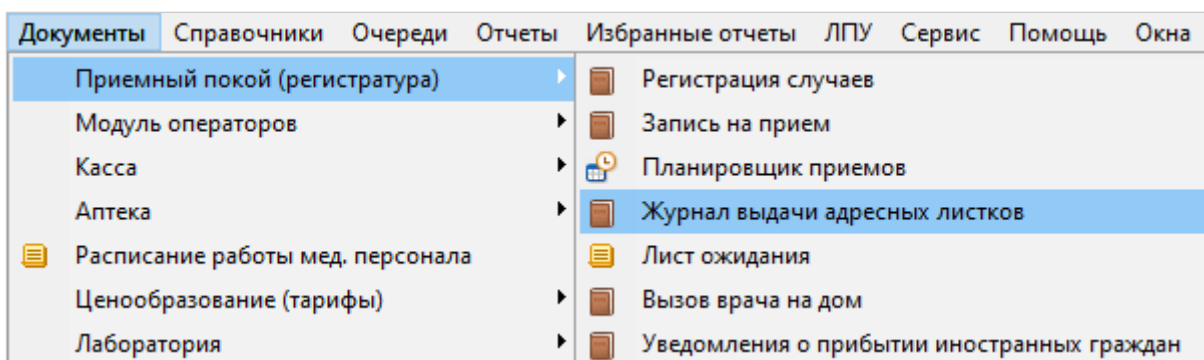 Документы Справочники Очереди Отчеты Избранные отчеты ЛПУ Сервис Помощь Окна
Приемный покой (регистратура)
Модуль операторов
Касса
Аптека
Расписание работы мед. персонала
Ценообразование (тарифы)
Лаборатория
Регистрация случаев
Запись на прием
Планировщик приемов
Журнал выдачи адресных листков
Лист ожидания
Вызов врача на дом
Уведомления о прибытии иностранных граждан